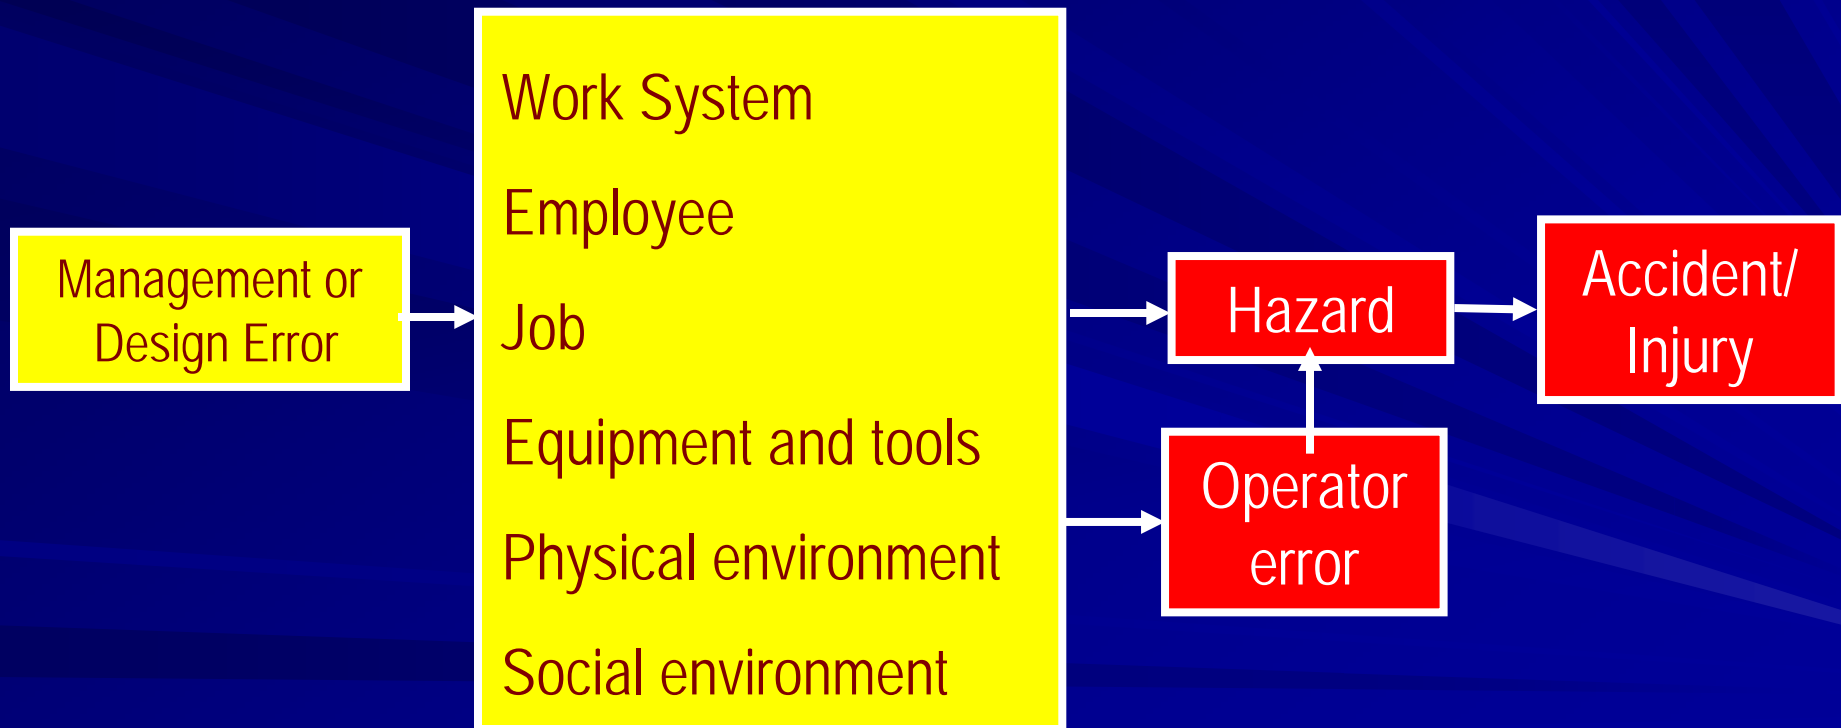 Management or
Design Error
Work System
Employee
Job
Equipment and tools
Physical environment
Social environment
Hazard
Operator
error
Accident/
Injury